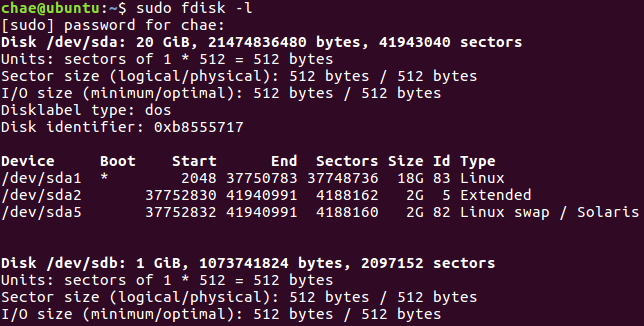 chae@ubuntu:~$ sudo fdisk -l
[sudo] password for chae:
Disk /dev/sda: 20 GiB, 21474836480 bytes, 41943040 sectors
Units: sectors of 1 * 512 = 512 bytes
Sector size (logical/physical): 512 bytes / 512 bytes
I/O size (minimum/optimal): 512 bytes / 512 bytes
Disklabel type: dos
Disk identifier: 0xb8555717
Device     Boot    Start      End  Sectors Size Id Type
/dev/sda1  *        2048 37750783 37748736  18G 83 Linux
/dev/sda2       37752830 41940991  4188162   2G  5 Extended
/dev/sda5       37752832 41940991  4188160   2G 82 Linux swap / Solaris
Disk /dev/sdb: 1 GiB, 1073741824 bytes, 2097152 sectors
Units: sectors of 1 * 512 = 512 bytes
Sector size (logical/physical): 512 bytes / 512 bytes
I/O size (minimum/optimal): 512 bytes / 512 bytes